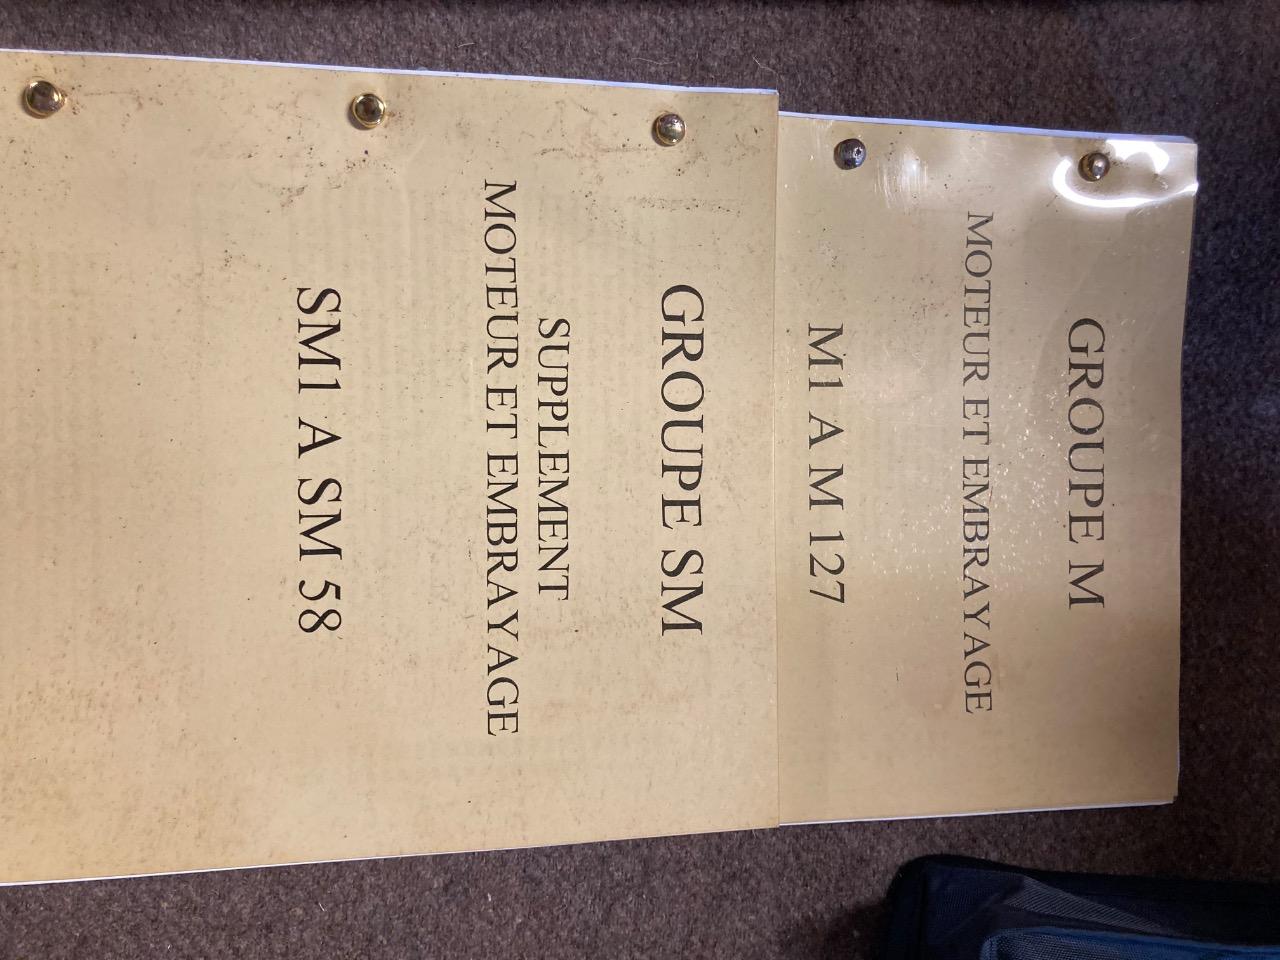 GROUPE M
MOTEUR ET EMBRAYAGE
M1 A M 127
GROUPE SM
SUPPLEMENT
MOTEUR ET EMBRAYAGE
SM1 A SM 58